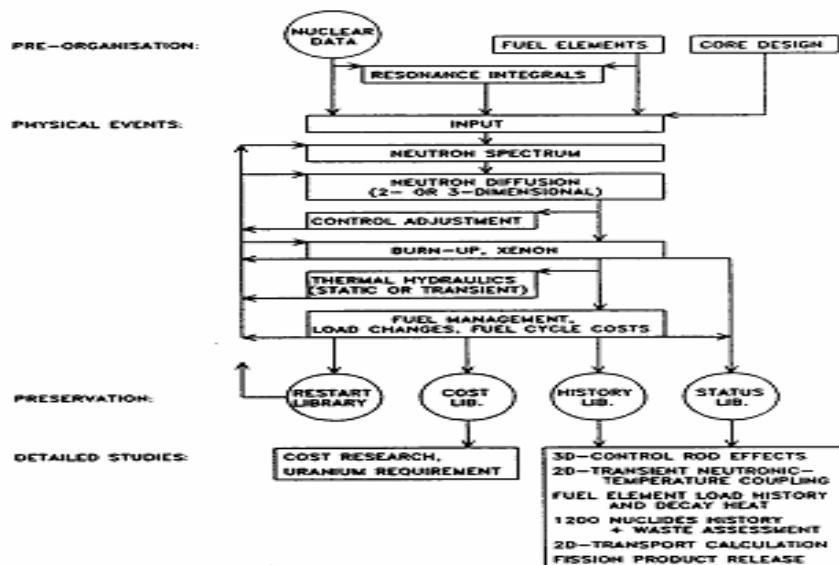 NUCLEAR
DATA
PRE-ORGANISATION:
FUEL ELEMENTS
CORE DESIGN
RESONANCE INTEGRALS
PHYSICAL EVENTS:
INPUT
NEUTRON SPECTRUM
NEUTRON DIFFUSION
(2- OR 3-DIMENSIONAL)
CONTROL ADJUSTMENT
BURN-UP, XENON
THERMAL HYDRAULICS
(STATIC OR TRANSIENT)
FUEL MANAGEMENT,
LOAD CHANGES, FUEL CYCLE COSTS
PRESERVATION:
RESTART
LIBRARY
COST
LIB.
HISTORY
LIB.
STATUS
LIB.
DETAILED STUDIES:
COST RESEARCH,
URANIUM REQUIREMENT
3D-CONTROL ROD EFFECTS
2D-TRANSIENT NEUTRONIC-
TEMPERATURE COUPLING
FUEL ELEMENT LOAD HISTORY
AND DECAY HEAT
1200 NUCLIDES HISTORY
+ WASTE ASSESSMENT
2D-TRANSPORT CALCULATION
FISSION PRODUCT RELEASE